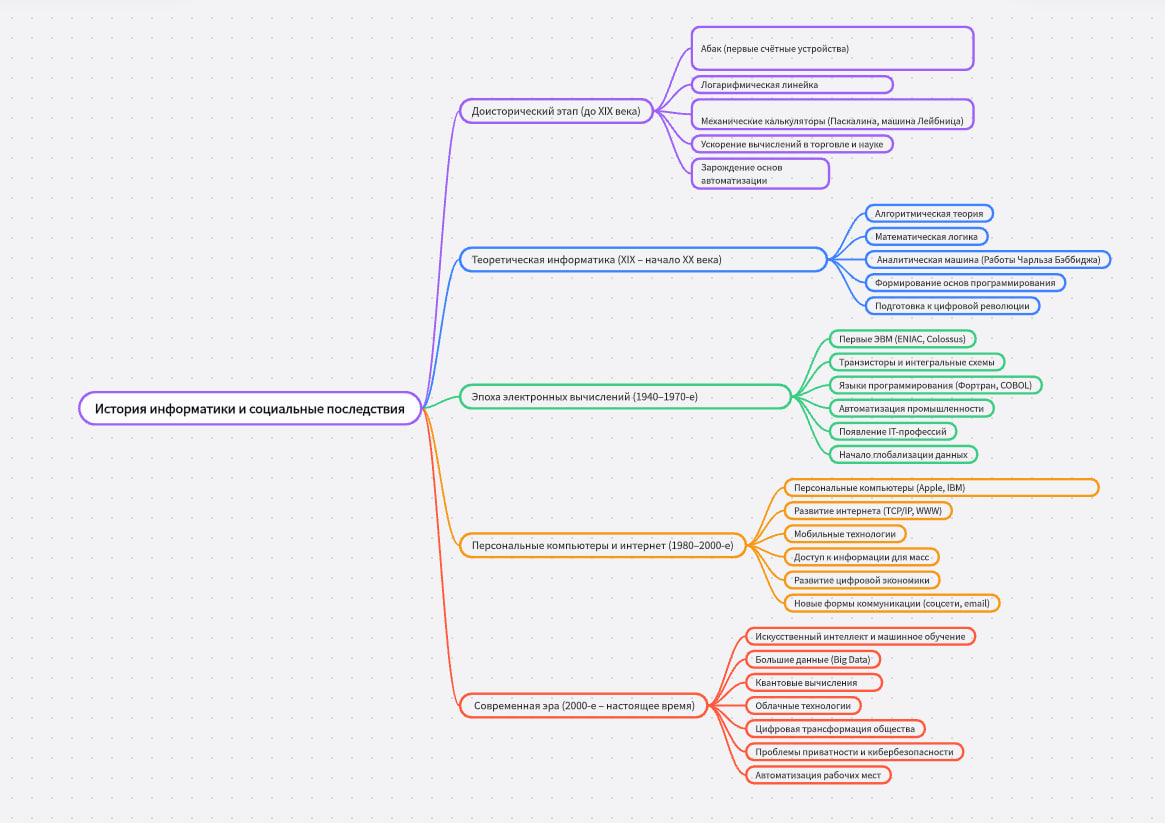 История информатики и социальные последствия
Доисторический этап (до XIX века)
Абак (первые счётные устройства)
Логарифмическая линейка
Механические калькуляторы (Паскалина, машина Лейбница)
Ускорение вычислений в торговле и науке
Зарождение основ
автоматизации
Теоретическая информатика (XIX – начало XX века)
Алгоритмическая теория
Математическая логика
Аналитическая машина (Работы Чарльза Бэббиджа)
Формирование основ программирования
Подготовка к цифровой революции
Эпоха электронных вычислений (1940–1970-е)
Первые ЭВМ (ENIAC, Colossus)
Транзисторы и интегральные схемы
Языки программирования (Фортран, COBOL)
Автоматизация промышленности
Появление IT-профессий
Начало глобализации данных
Персональные компьютеры и интернет (1980–2000-е)
Персональные компьютеры (Apple, IBM)
Развитие интернета (TCP/IP, WWW)
Мобильные технологии
Доступ к информации для масс
Развитие цифровой экономики
Новые формы коммуникации (соцсети, email)
Современная эра (2000-е – настоящее время)
Искусственный интеллект и машинное обучение
Большие данные (Big Data)
Квантовые вычисления
Облачные технологии
Цифровая трансформация общества
Проблемы приватности и кибербезопасности
Автоматизация рабочих мест